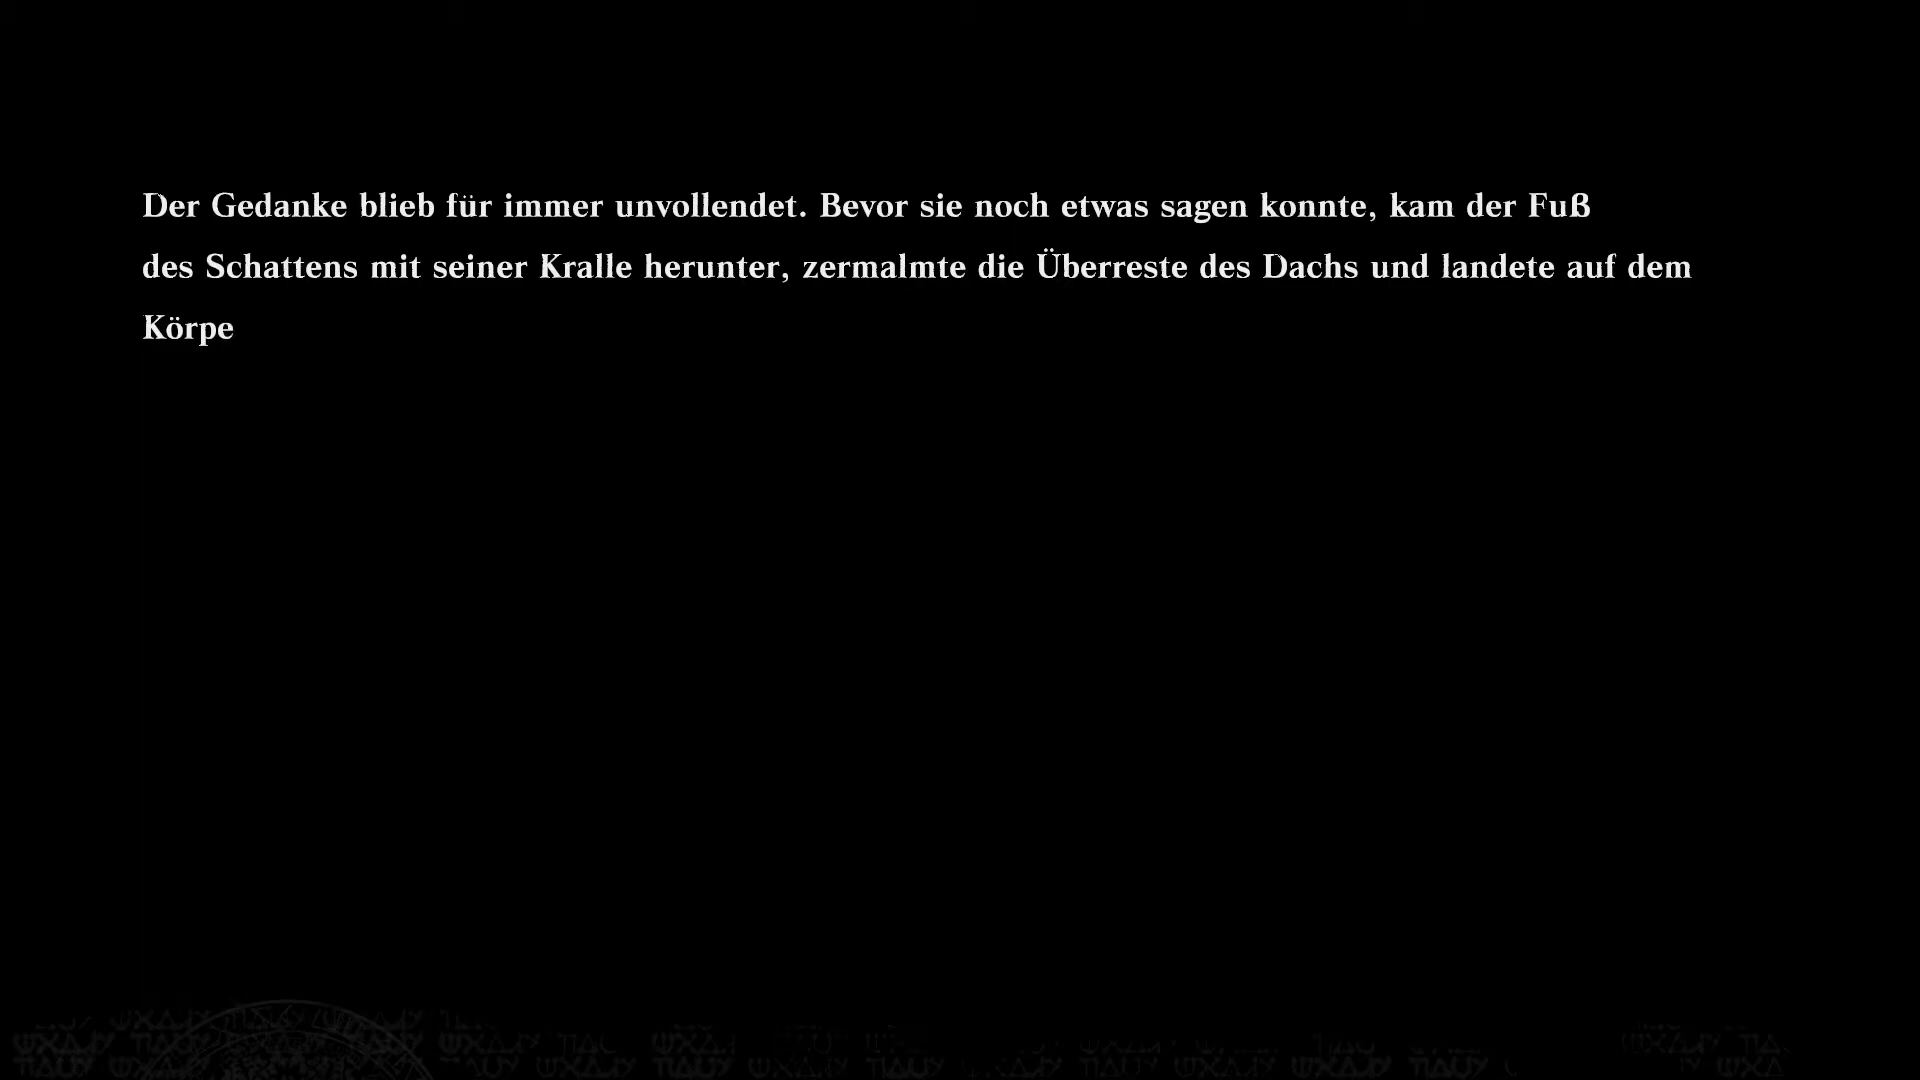 Der Gedanke blieb für immer unvollendet. Bevor sie noch etwas sagen konnte, kam der Fuß
des Schattens mit seiner Kralle herunter, zermalmte die Überreste des Dachs und landete auf dem
Körpe